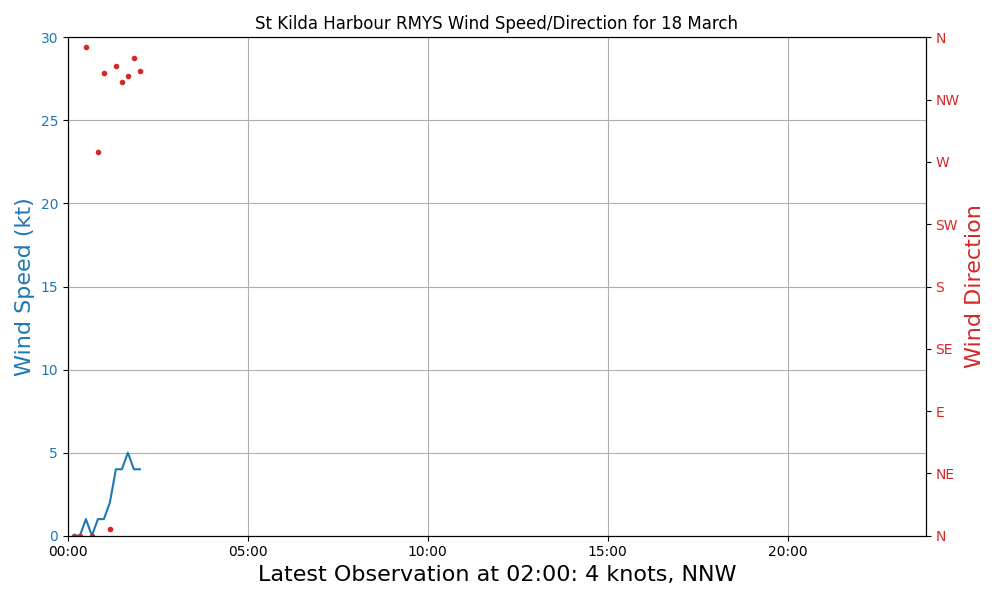 St Kilda Harbour RMYS Wind Speed/Direction for 18 March
30
25
20
15
10
5
0
Wind Speed (kt)
N
NW
W
SW
S
SE
E
NE
N
Wind Direction
00:00 05:00 10:00 15:00 20:00
Latest Observation at 02:00: 4 knots, NNW